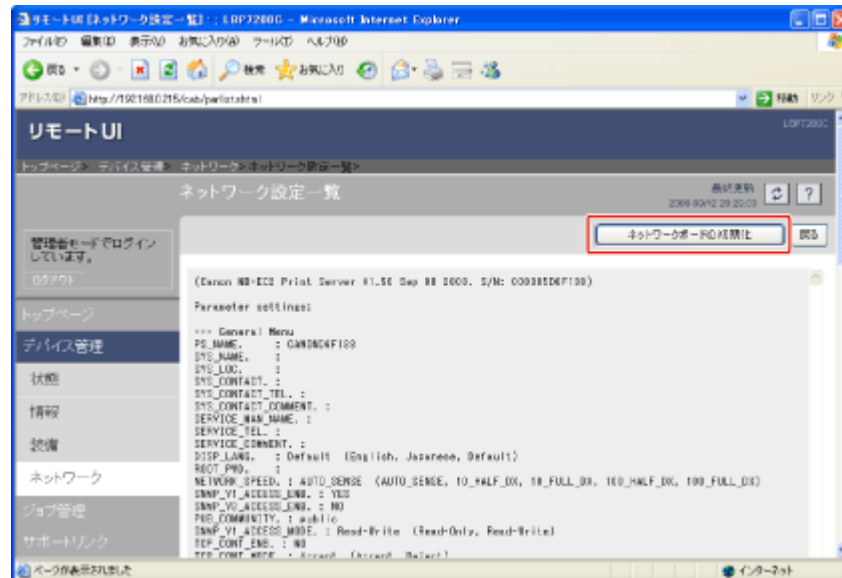 リモートUI [ネットワーク設定一覧] : ; LBP7200C - Microsoft Internet Explorer
ファイル(F) 編集(E) 表示(V) お気に入り(A) ツール(T) ヘルプ(H)
戻る 検索 お気に入り
アドレス(D) http://192.168.0.215/cab/parlist.shtml 移動 リンク
リモートUI
LBP7200C
トップページ> デバイス管理> ネットワーク> ネットワーク設定一覧>
ネットワーク設定一覧
最終更新
ネットワークボードの初期化 戻る
管理者モードでログイン
しています。
ログアウト
トップページ
デバイス管理
状態
情報
装備
ネットワーク
ジョブ管理
サポートリンク
Parameter settings:
--- General Menu
SYS_NAME. :
SYS_LOC. :
SYS_CONTACT. :
SYS_CONTACT_TEL. :
SYS_CONTACT_COMMENT. :
SERVICE_MAN_NAME. :
SERVICE_TEL. :
SERVICE_COMMENT. :
DISP_LANG. : Default (English, Japanese, Default)
ROOT_PWD. :
NETWORK_SPEED. : AUTO_SENSE (AUTO_SENSE, 10_HALF_DX, 10_FULL_DX, 100_HALF_DX, 100_FULL_DX)
SNMP_V1_ACCESS_ENB. : YES
SNMP_V3_ACCESS_ENB. : NO
PUB_COMMUNITY. : public
SNMP_V1_ACCESS_MODE. : Read-Write (Read-Only, Read-Write)
TCP_CONT_ENB. : NO
TCP_CONT_MODE. : Accept (Accept, Reject)
ページが表示されました インターネット